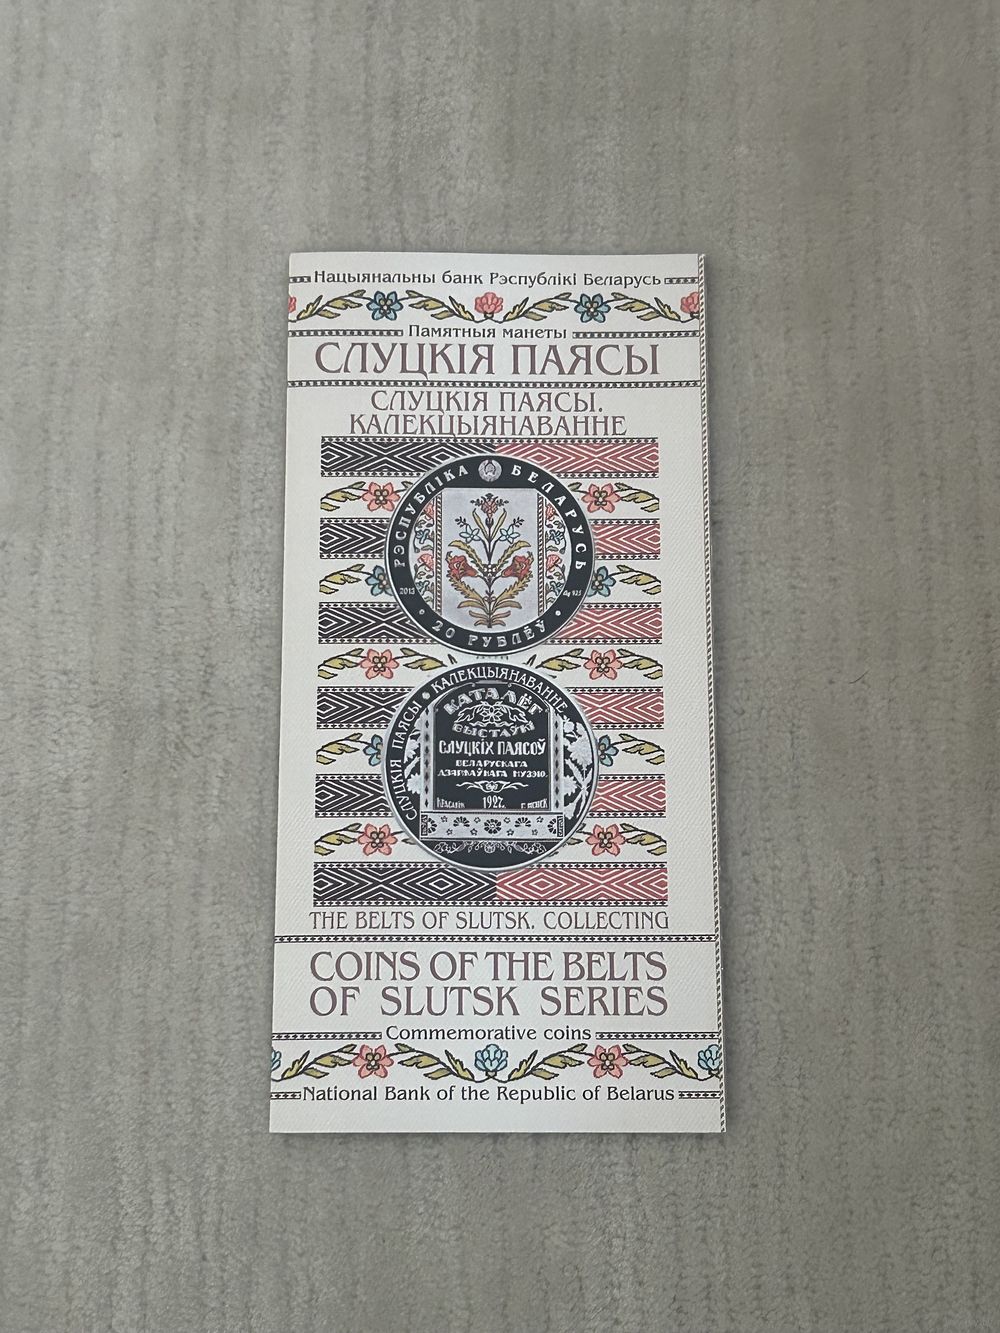 Нацыянальны банк Рэспублікі Беларусь
Памятныя манеты
СЛУЦКІЯ ПАЯСЫ
СЛУЦКІЯ ПАЯСЫ.
КАЛЕКЦЫЯНАВАННЕ
РЭСПУБЛІКА БЕЛАРУСЬ
2013
Ag 925
20 РУБЛЁЎ
СЛУЦКІЯ ПАЯСЫ • КАЛЕКЦЫЯНАВАННЕ
КАТАЛЁГ
ВЫСТАЎКІ
СЛУЦКІХ ПАЯСОЎ
БЕЛАРУСКАГА
ДЗЯРЖАЎНАГА МУЗЭЮ.
1927г.
THE BELTS OF SLUTSK. COLLECTING
COINS OF THE BELTS
OF SLUTSK SERIES
Commemorative coins
National Bank of the Republic of Belarus